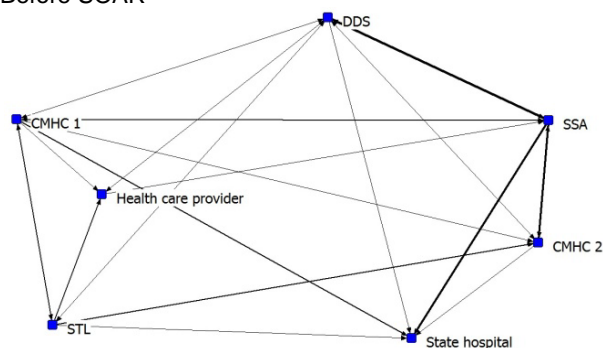 Before SOAR
DDS
CMHC 1
SSA
Health care provider
CMHC 2
STL
State hospital